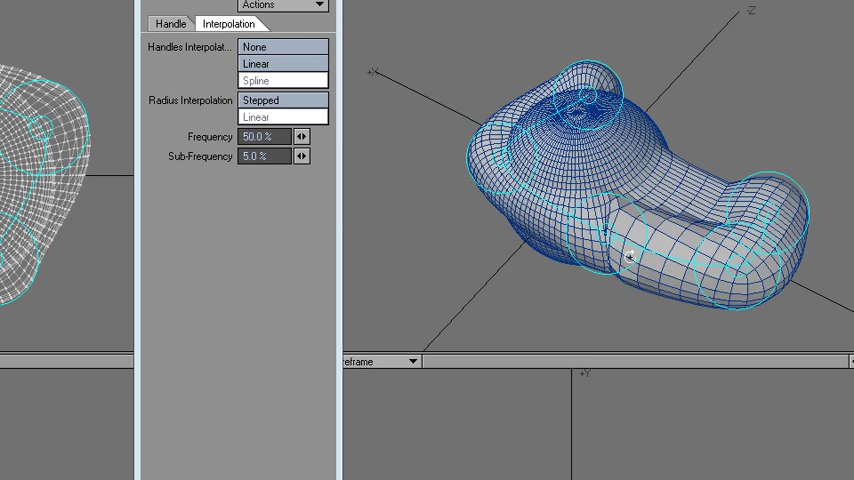 Actions
Handle
Interpolation
Handles Interpolat...
None
Linear
Spline
Radius Interpolation
Stepped
Linear
Frequency
50.0 %
Sub-Frequency
5.0 %
+X
-Z
reframe
+Y